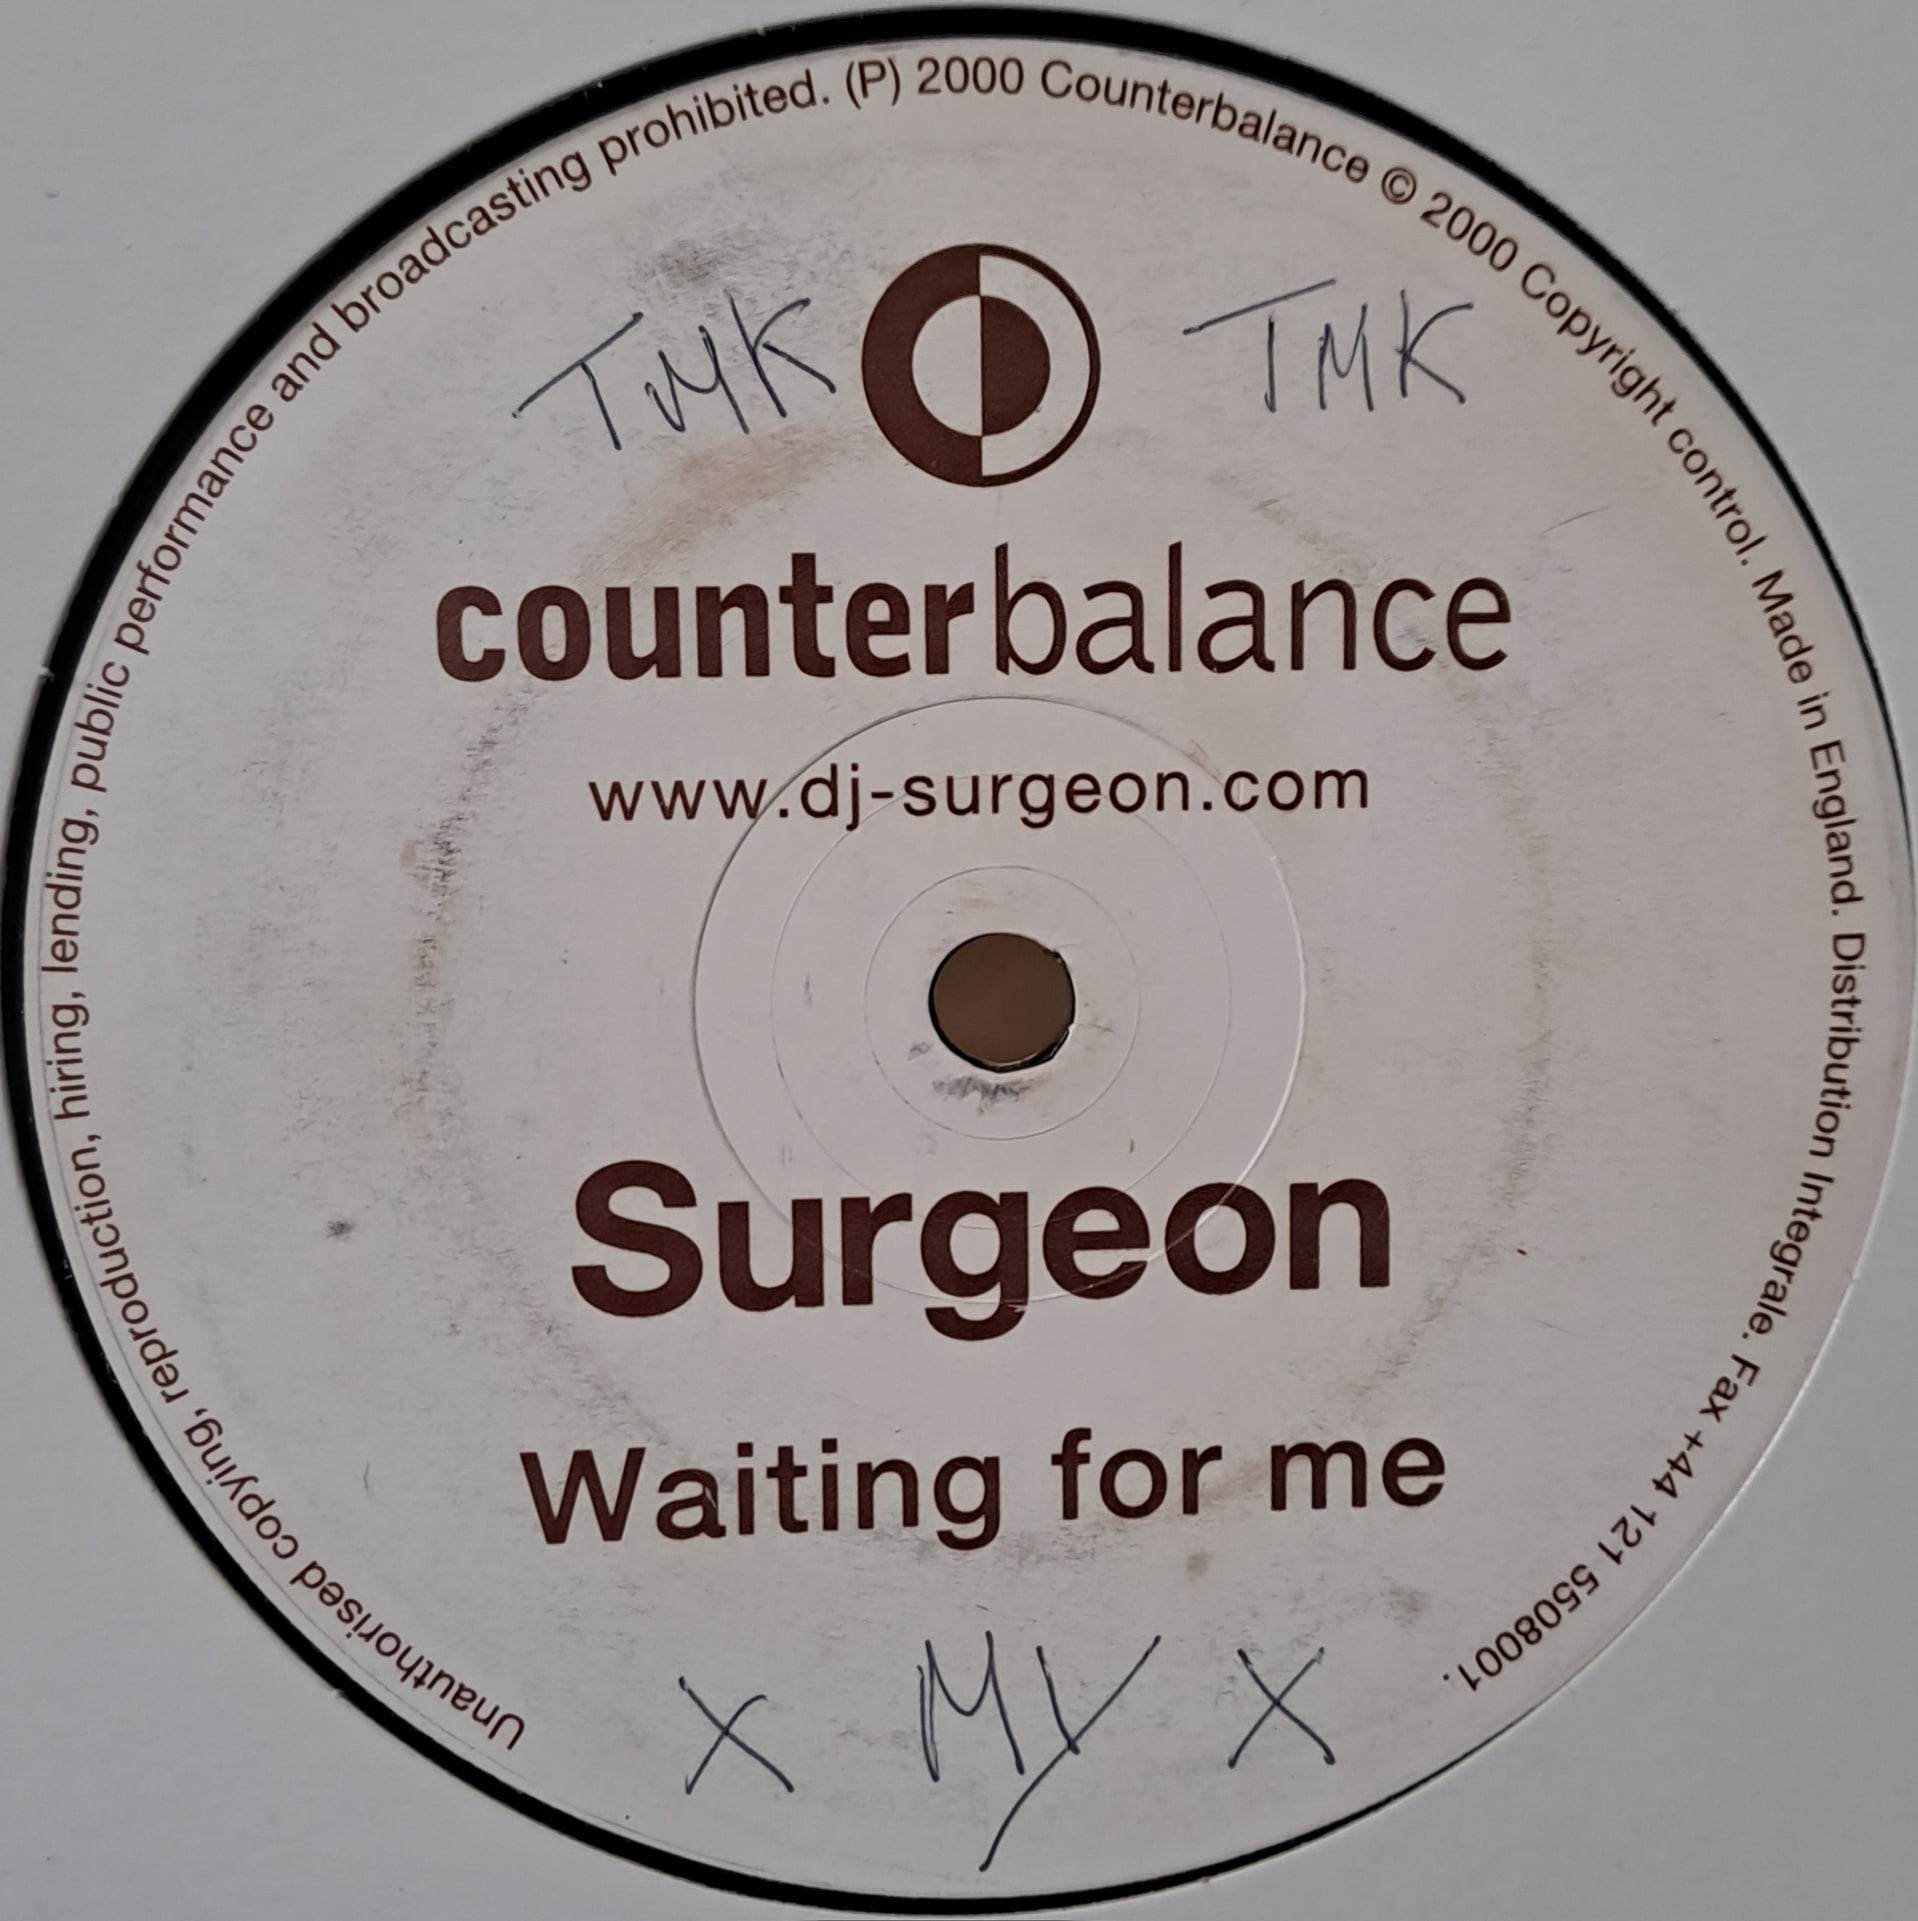 Unauthorised copying, reproduction, hiring, lending, public performance and broadcasting prohibited. (P) 2000 Counterbalance © 2000 Copyright control. Made in England. Distribution Integrale. Fax +44 121 5508001.
TMK TMK
counterbalance
www.dj-surgeon.com
Surgeon
Waiting for me
X MY X